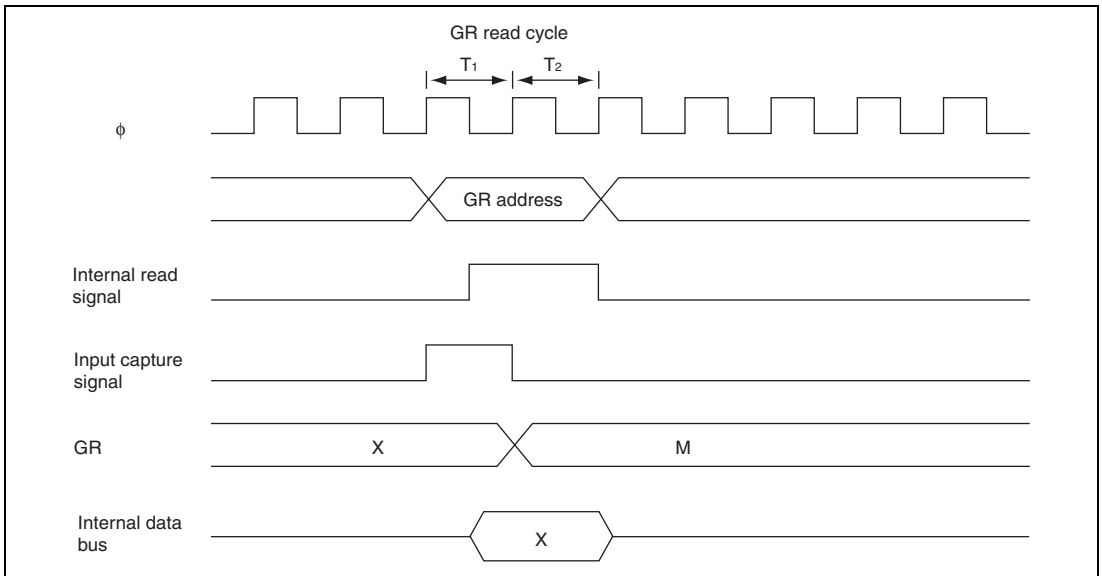 GR read cycle
T1 T2
ϕ
GR address
Internal read
signal
Input capture
signal
GR X M
Internal data
bus
X